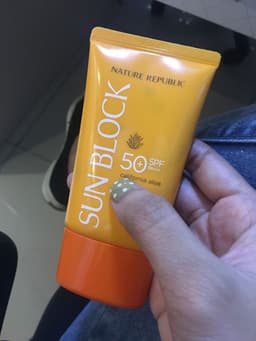 NATURE REPUBLIC
SUN BLOCK
50+ SPF
california aloe